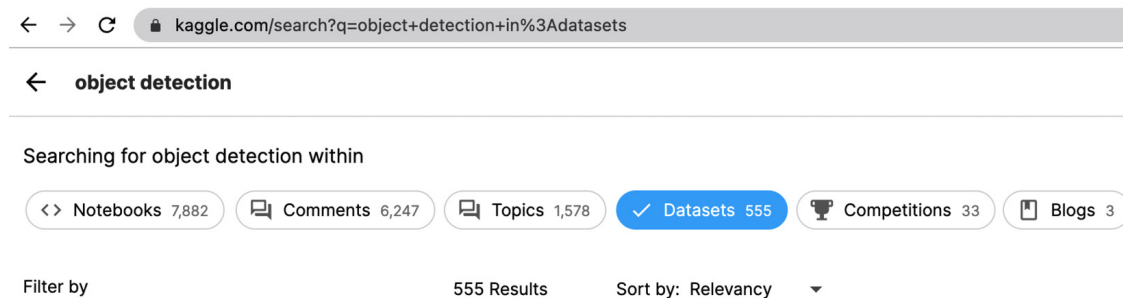 kaggle.com/search?q=object+detection+in%3Adatasets
object detection
Searching for object detection within
Notebooks 7,882 Comments 6,247 Topics 1,578 Datasets 555 Competitions 33 Blogs 3
Filter by 555 Results Sort by: Relevancy